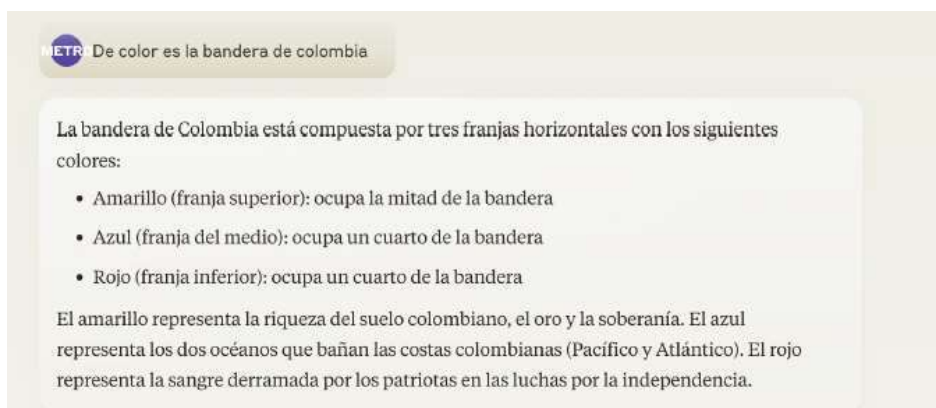 METR De color es la bandera de colombia
La bandera de Colombia está compuesta por tres franjas horizontales con los siguientes
colores:
• Amarillo (franja superior): ocupa la mitad de la bandera
• Azul (franja del medio): ocupa un cuarto de la bandera
• Rojo (franja inferior): ocupa un cuarto de la bandera
El amarillo representa la riqueza del suelo colombiano, el oro y la soberanía. El azul
representa los dos océanos que bañan las costas colombianas (Pacífico y Atlántico). El rojo
representa la sangre derramada por los patriotas en las luchas por la independencia.